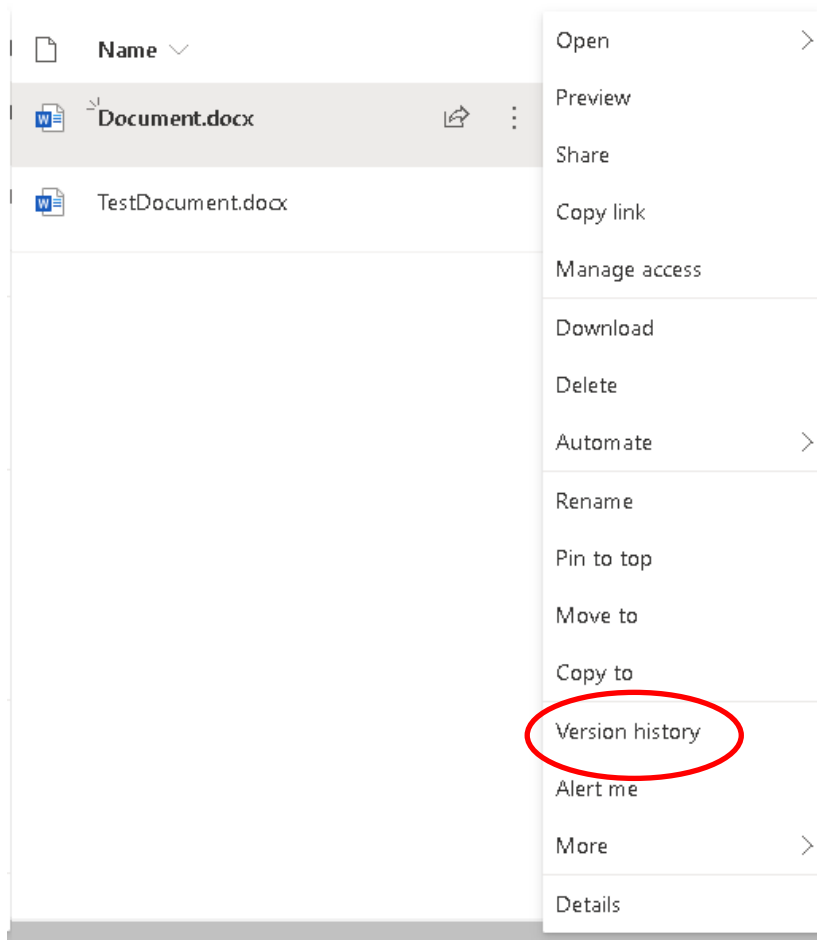 Name
Document.docx
TestDocument.docx
Open
Preview
Share
Copy link
Manage access
Download
Delete
Automate
Rename
Pin to top
Move to
Copy to
Version history
Alert me
More
Details